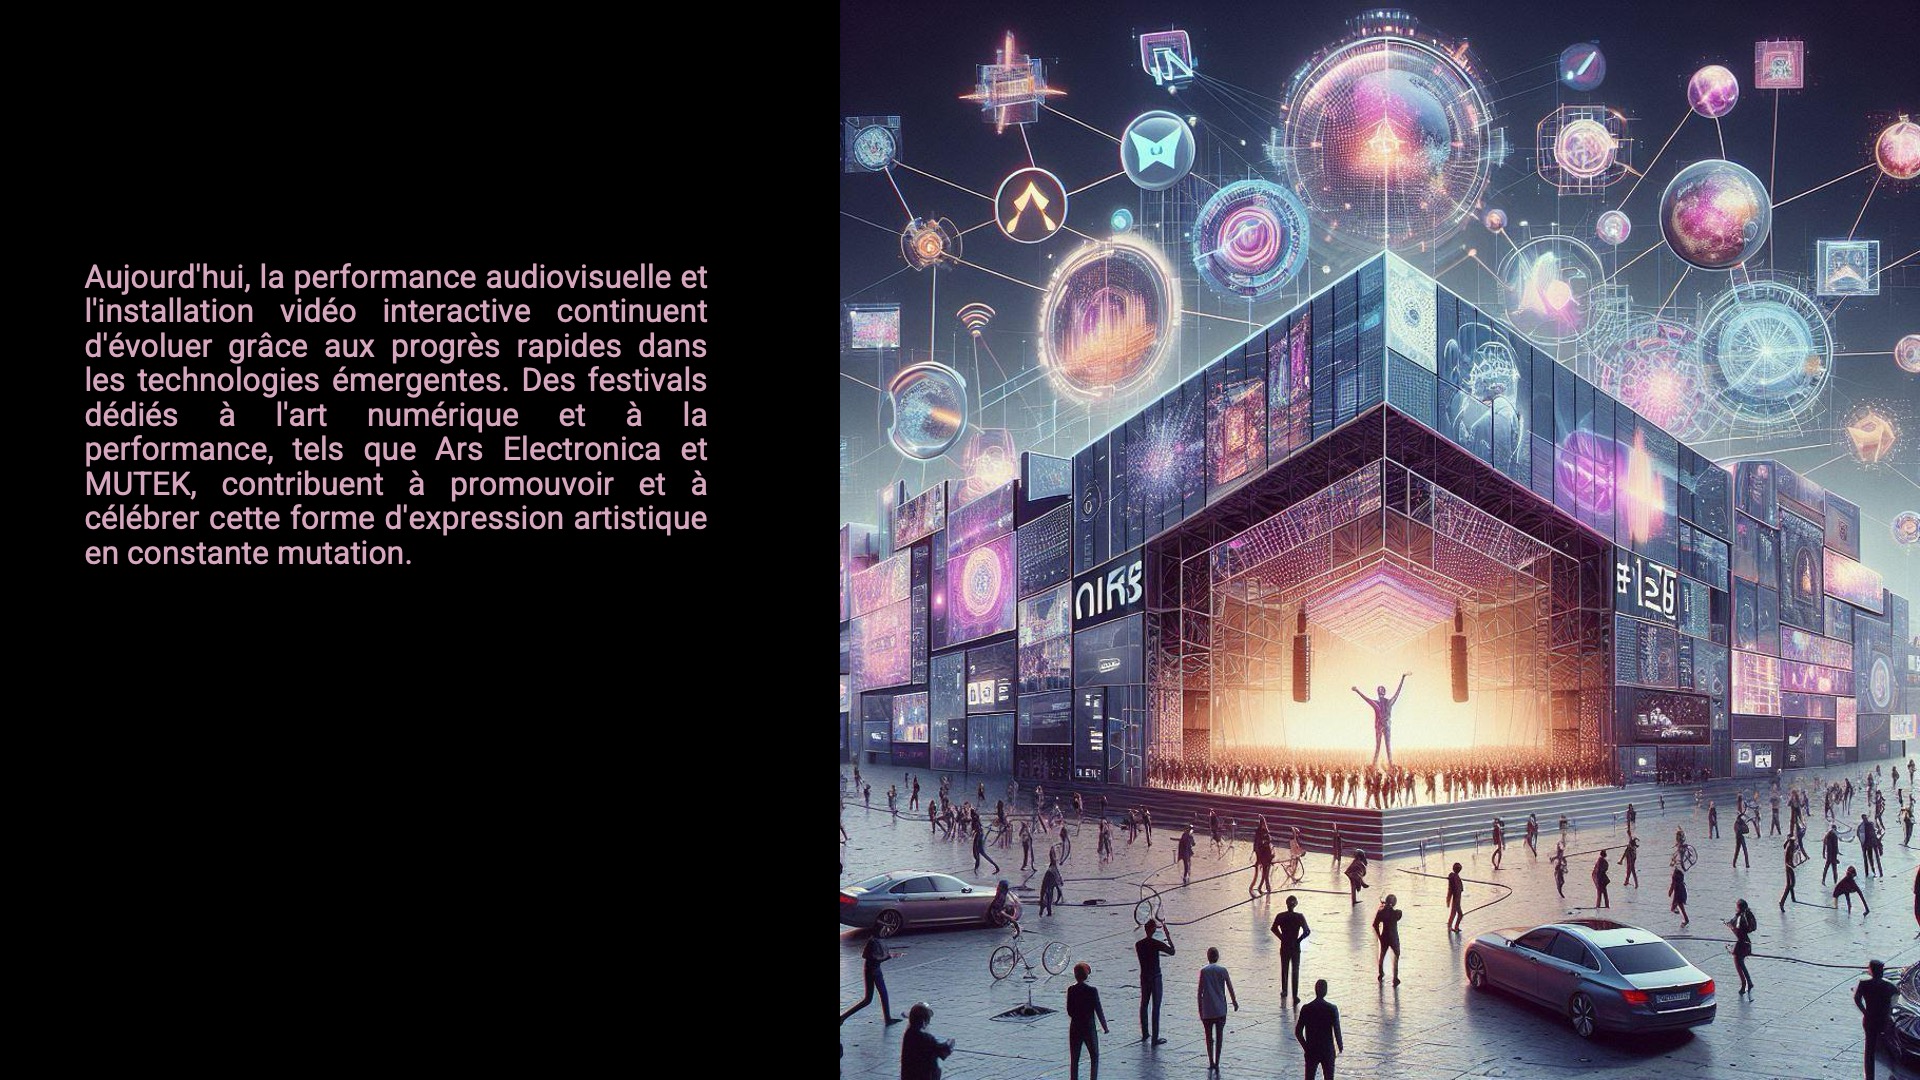 Aujourd'hui, la performance audiovisuelle et
l'installation vidéo interactive continuent
d'évoluer grâce aux progrès rapides dans
les technologies émergentes. Des festivals
dédiés à l'art numérique et à la
performance, tels que Ars Electronica et
MUTEK, contribuent à promouvoir et à
célébrer cette forme d'expression artistique
en constante mutation.